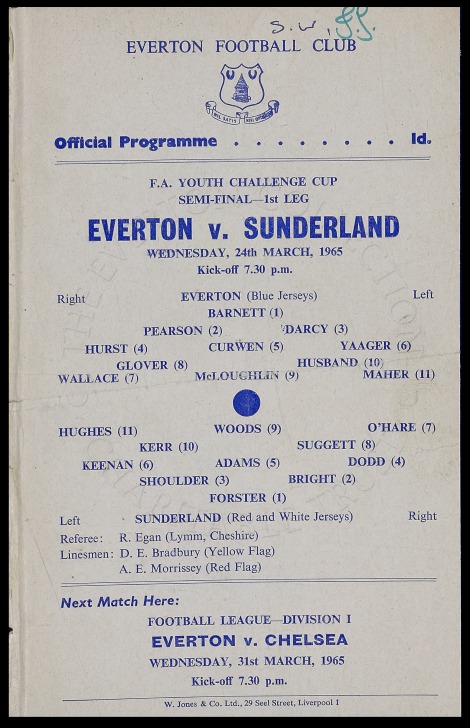 S.W.
EVERTON FOOTBALL CLUB
NIL SATIS NISI OPTIMUM
Official Programme . . . . . . . . 1d.
F.A. YOUTH CHALLENGE CUP
SEMI-FINAL—1st LEG
EVERTON v. SUNDERLAND
WEDNESDAY, 24th MARCH, 1965
Kick-off 7.30 p.m.
Right EVERTON (Blue Jerseys) Left
BARNETT (1)
PEARSON (2) DARCY (3)
HURST (4) CURWEN (5) YAAGER (6)
GLOVER (8) HUSBAND (10)
WALLACE (7) McLOUGHLIN (9) MAHER (11)
HUGHES (11) WOODS (9) O'HARE (7)
KERR (10) SUGGETT (8)
KEENAN (6) ADAMS (5) DODD (4)
SHOULDER (3) BRIGHT (2)
FORSTER (1)
Left SUNDERLAND (Red and White Jerseys) Right
Referee: R. Egan (Lymm, Cheshire)
Linesmen: D. E. Bradbury (Yellow Flag)
A. E. Morrissey (Red Flag)
Next Match Here:
FOOTBALL LEAGUE—DIVISION I
EVERTON v. CHELSEA
WEDNESDAY, 31st MARCH, 1965
Kick-off 7.30 p.m.
W. Jones & Co. Ltd., 29 Seel Street, Liverpool 1